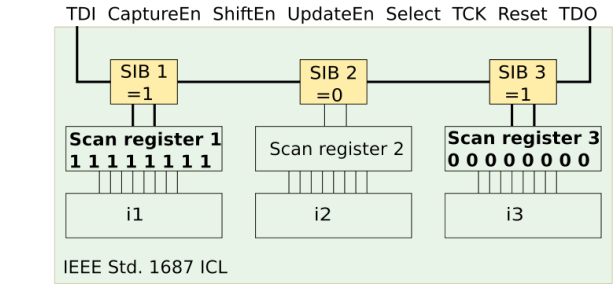 TDI CaptureEn ShiftEn UpdateEn Select TCK Reset TDO
SIB 1
=1
SIB 2
=0
SIB 3
=1
Scan register 1
1 1 1 1 1 1 1 1
Scan register 2
Scan register 3
0 0 0 0 0 0 0 0
i1
i2
i3
IEEE Std. 1687 ICL